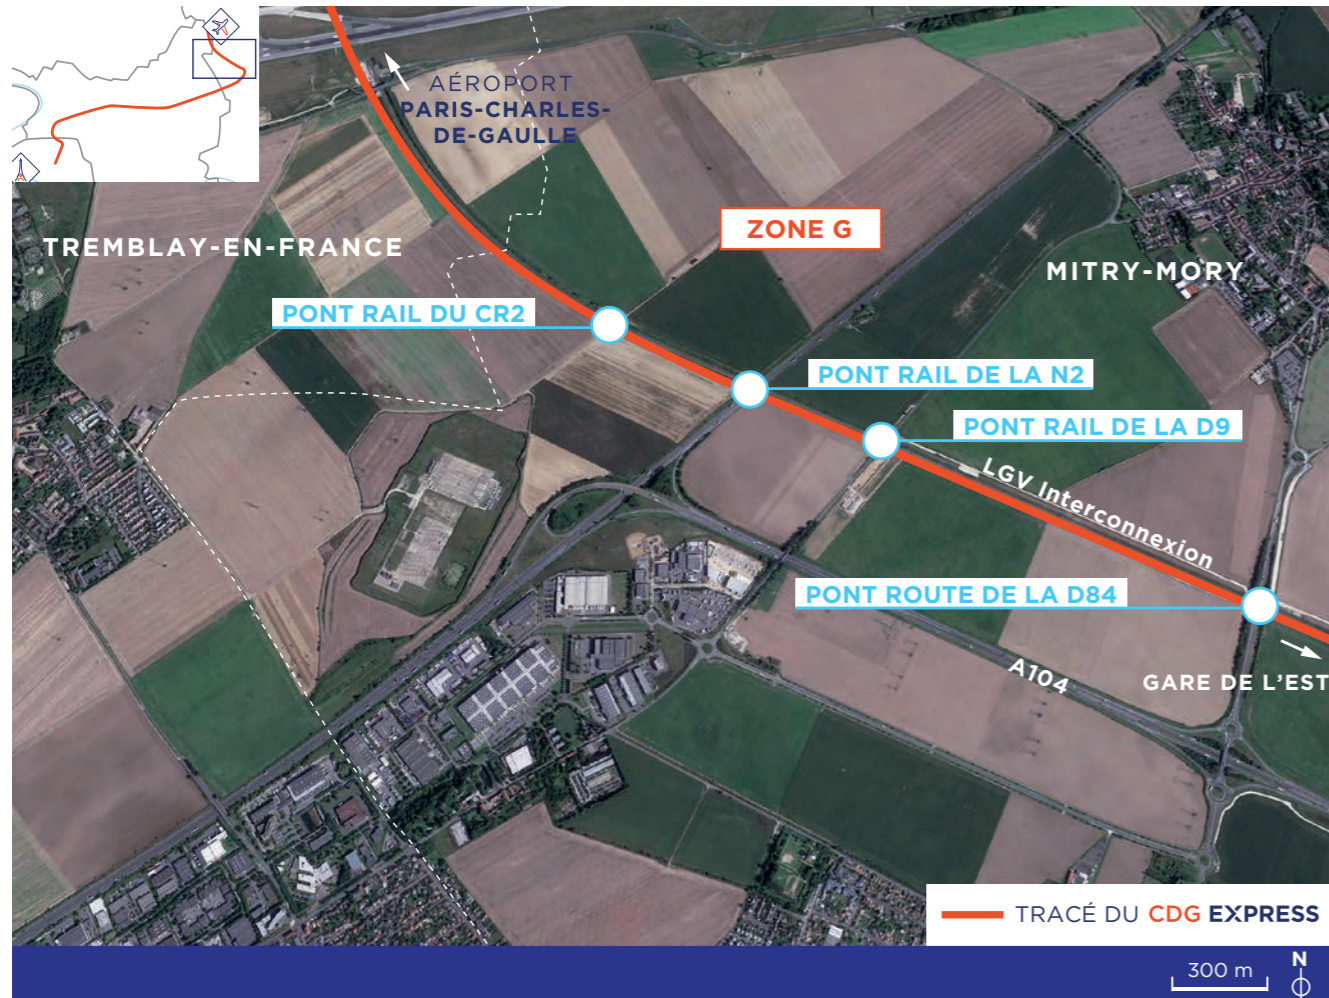 AÉROPORT
PARIS-CHARLES-
DE-GAULLE
ZONE G
TREMBLAY-EN-FRANCE
MITRY-MORY
PONT RAIL DU CR2
PONT RAIL DE LA N2
PONT RAIL DE LA D9
LGV Interconnexion
PONT ROUTE DE LA D84
A104
GARE DE L'EST
TRACÉ DU CDG EXPRESS
300 m
N